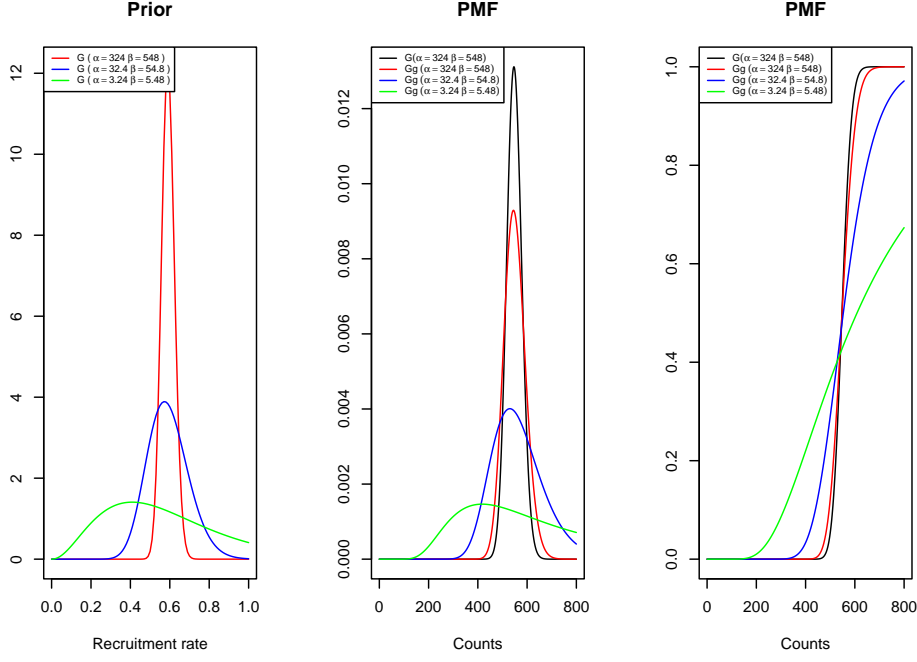 Prior
G ( α = 324 β = 548 )
G ( α = 32.4 β = 54.8 )
G ( α = 3.24 β = 5.48 )
0
2
4
6
8
10
12
0.0
0.2
0.4
0.6
0.8
1.0
Recruitment rate
PMF
G(α = 324 β = 548)
Gg (α = 324 β = 548)
Gg (α = 32.4 β = 54.8)
Gg (α = 3.24 β = 5.48)
0.000
0.002
0.004
0.006
0.008
0.010
0.012
0
200
400
600
800
Counts
PMF
G(α = 324 β = 548)
Gg (α = 324 β = 548)
Gg (α = 32.4 β = 54.8)
Gg (α = 3.24 β = 5.48)
0.0
0.2
0.4
0.6
0.8
1.0
0
200
400
600
800
Counts